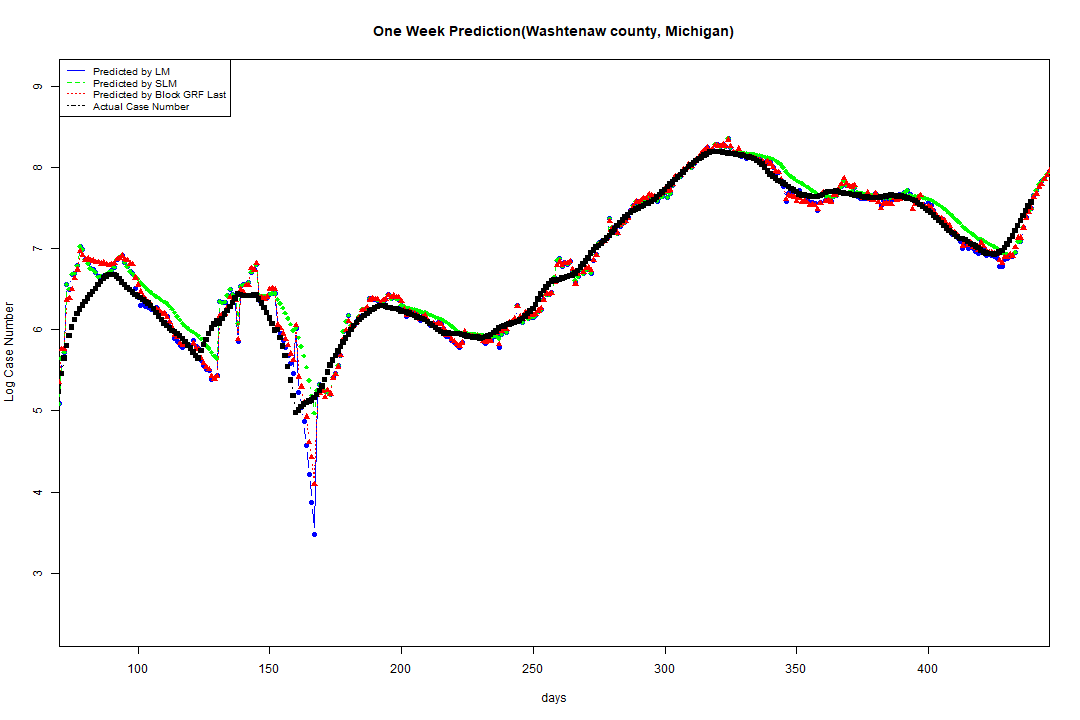 One Week Prediction(Washtenaw county, Michigan)
Predicted by LM
Predicted by SLM
Predicted by Block GRF Last
Actual Case Number
9
8
7
6
5
4
3
Log Case Number
100 150 200 250 300 350 400
days